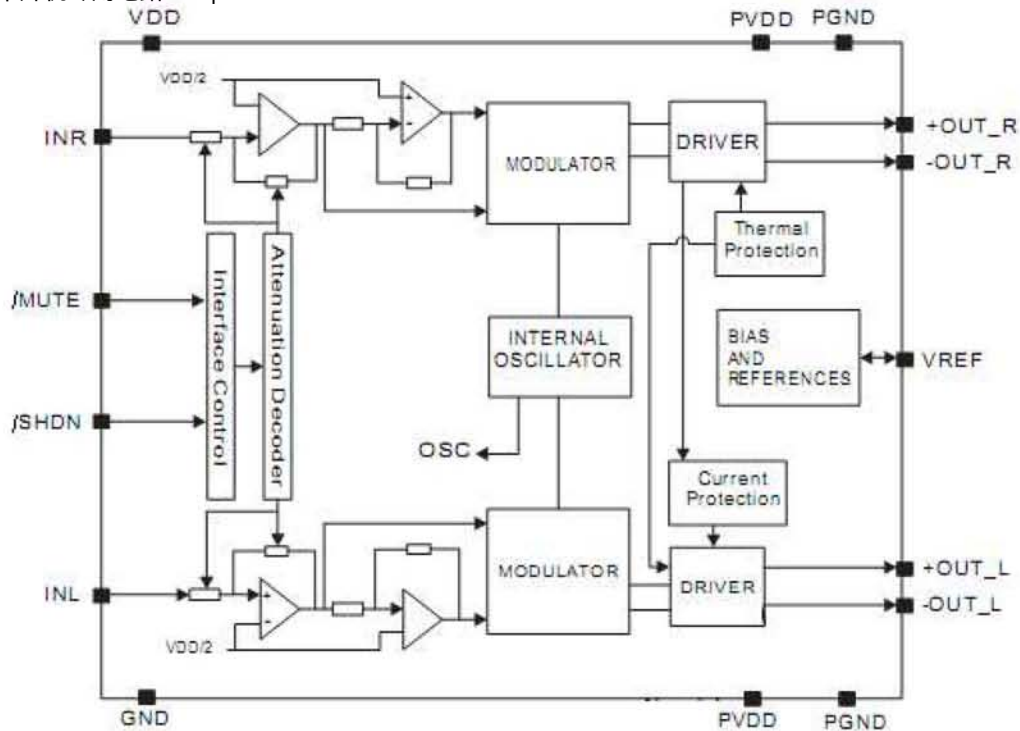 VDD
PVDD
PGND
VDD/2
INR
+
-
MODULATOR
DRIVER
+OUT_R
-OUT_R
Thermal
Protection
/MUTE
Interface Control
Attenuation Decoder
INTERNAL
OSCILLATOR
BIAS
AND
REFERENCES
VREF
/SHDN
OSC
Current
Protection
INL
+
-
MODULATOR
DRIVER
+OUT_L
-OUT_L
VDD/2
GND
PVDD
PGND